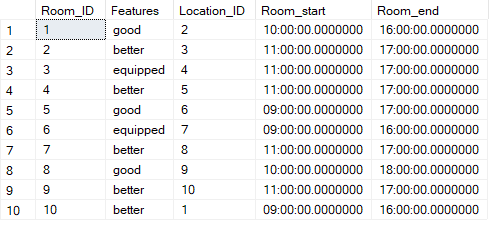 Room_ID Features Location_ID Room_start Room_end
1 1 good 2 10:00:00.0000000 16:00:00.0000000
2 2 better 3 11:00:00.0000000 17:00:00.0000000
3 3 equipped 4 11:00:00.0000000 17:00:00.0000000
4 4 better 5 11:00:00.0000000 17:00:00.0000000
5 5 good 6 09:00:00.0000000 17:00:00.0000000
6 6 equipped 7 09:00:00.0000000 16:00:00.0000000
7 7 better 8 11:00:00.0000000 17:00:00.0000000
8 8 good 9 10:00:00.0000000 18:00:00.0000000
9 9 better 10 11:00:00.0000000 17:00:00.0000000
10 10 better 1 09:00:00.0000000 16:00:00.0000000